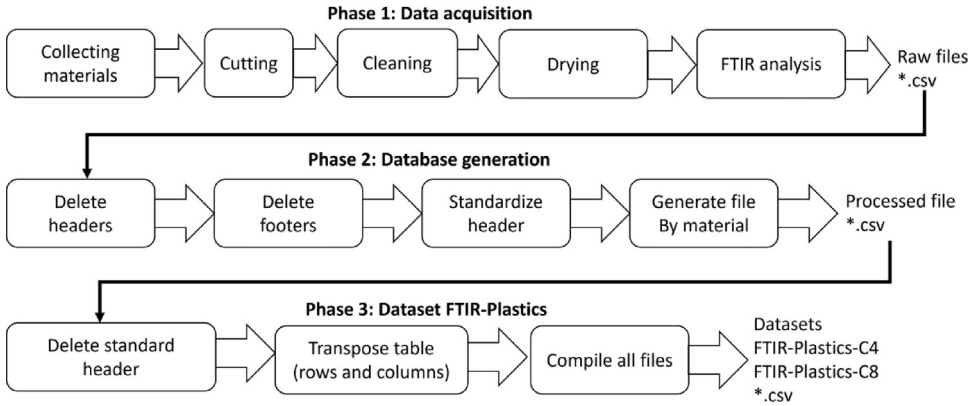 Phase 1: Data acquisition
Collecting
materials
Cutting
Cleaning
Drying
FTIR analysis
Raw files
*.csv
Phase 2: Database generation
Delete
headers
Delete
footers
Standardize
header
Generate file
By material
Processed file
*.csv
Phase 3: Dataset FTIR-Plastics
Delete standard
header
Transpose table
(rows and columns)
Compile all files
Datasets
FTIR-Plastics-C4
FTIR-Plastics-C8
*.csv